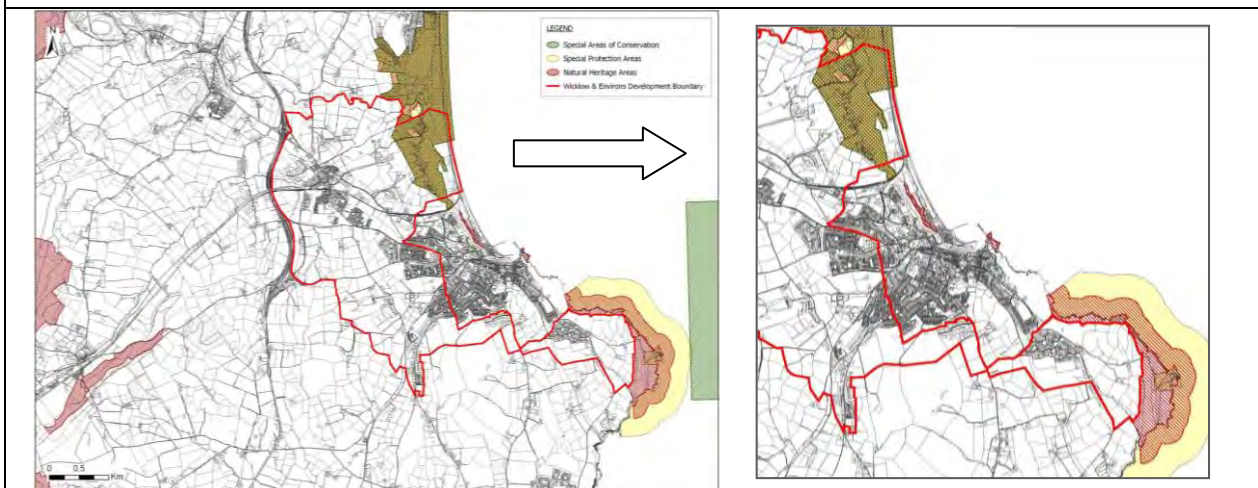 N
LEGEND
Special Areas of Conservation
Special Protection Areas
Natural Heritage Areas
Wicklow & Environs Development Boundary
0 0.5
Km